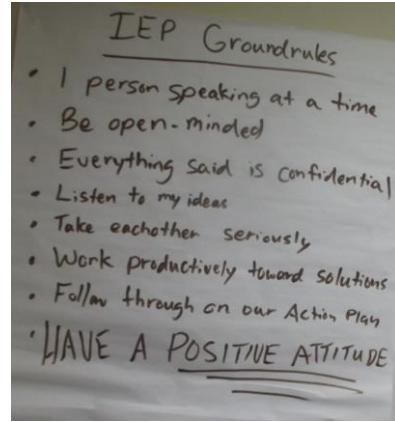 IEP Groundrules
• 1 person speaking at a time
• Be open-minded
• Everything said is confidential
• Listen to my ideas
• Take eachother seriously
• Work productively toward solutions
• Follow through on our Action Plan
• HAVE A POSITIVE ATTITUDE